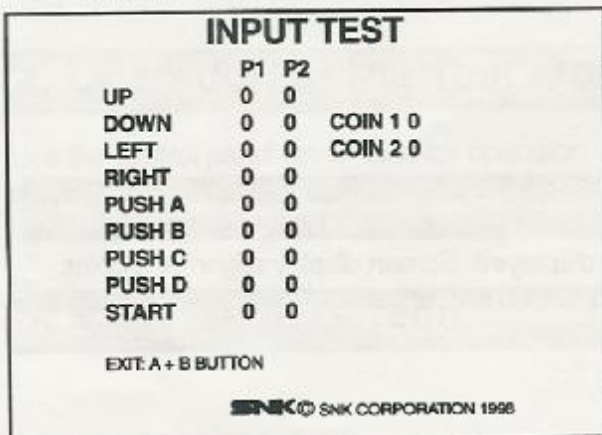 INPUT TEST
P1 P2
UP 0 0
DOWN 0 0 COIN 1 0
LEFT 0 0 COIN 2 0
RIGHT 0 0
PUSH A 0 0
PUSH B 0 0
PUSH C 0 0
PUSH D 0 0
START 0 0
EXIT: A + B BUTTON
SNK © SNK CORPORATION 1998